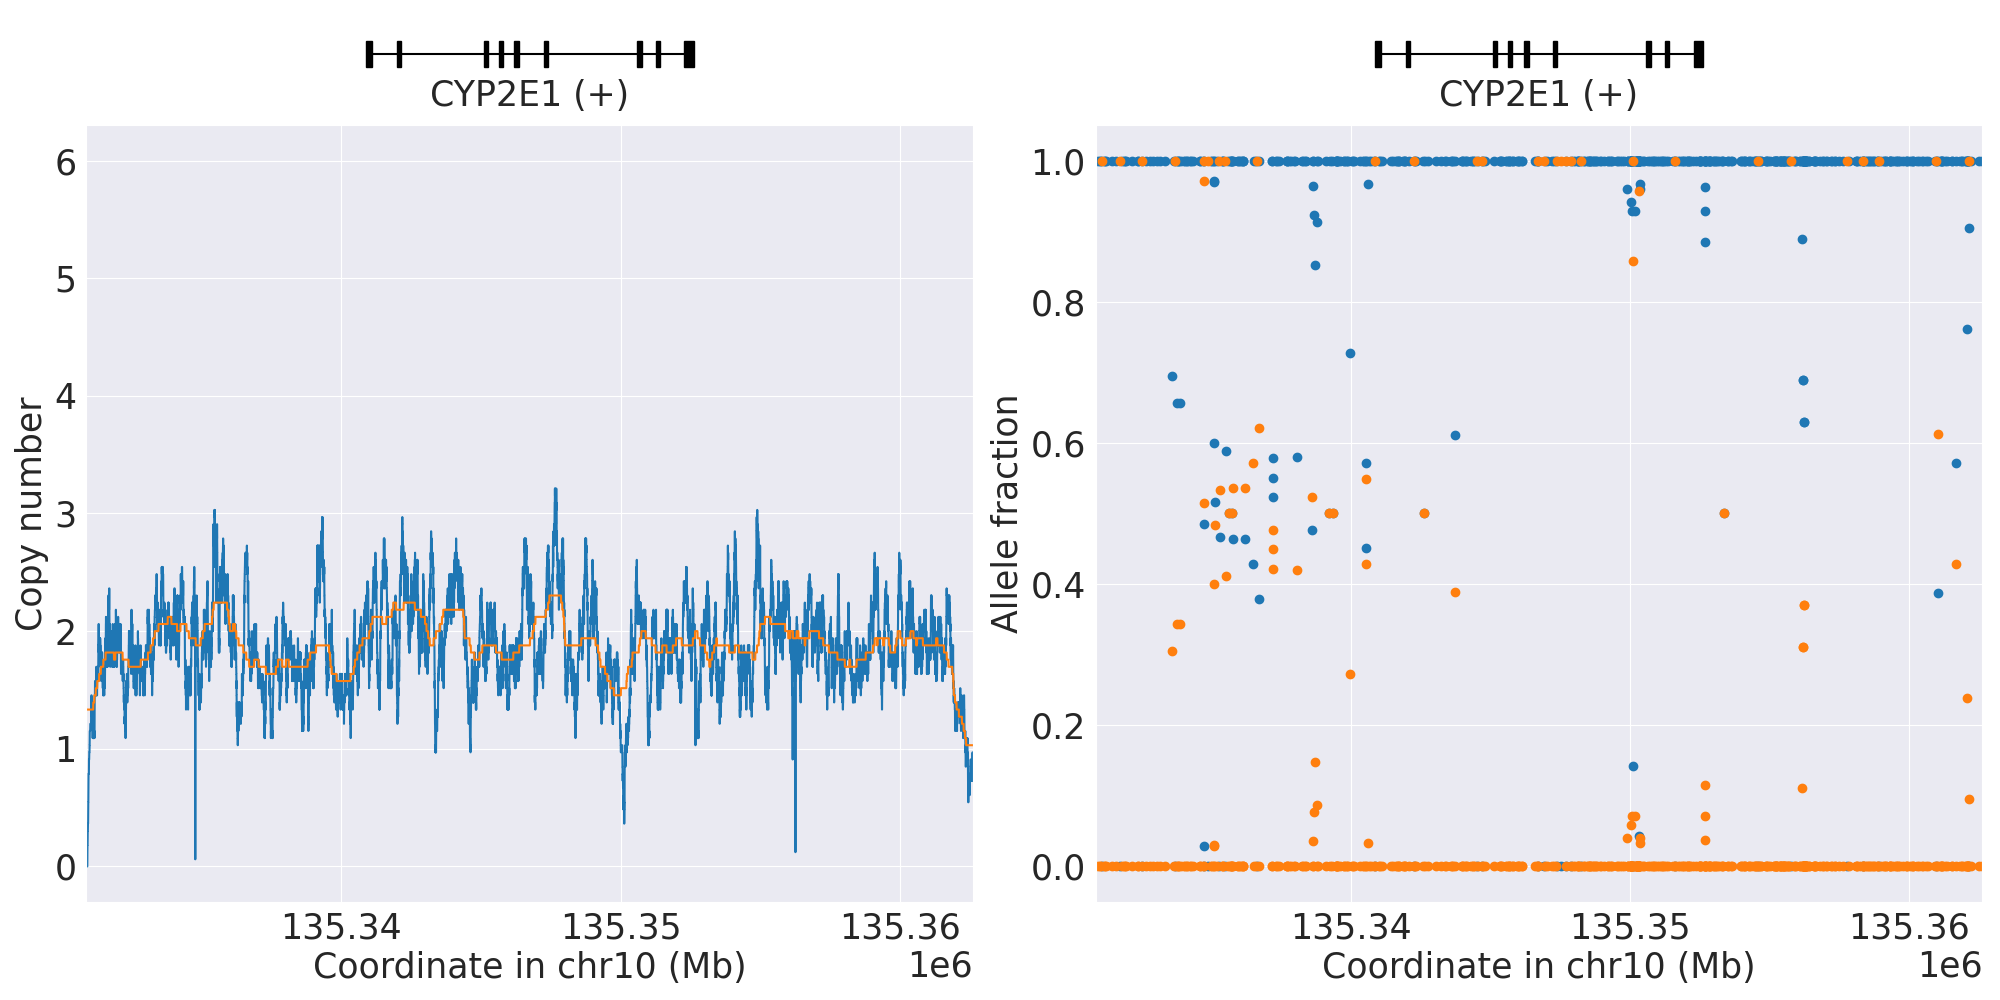 CYP2E1 (+)
CYP2E1 (+)
Copy number
6
5
4
3
2
1
0
135.34
135.35
135.36
Coordinate in chr10 (Mb)
1e6
Allele fraction
1.0
0.8
0.6
0.4
0.2
0.0
135.34
135.35
135.36
Coordinate in chr10 (Mb)
1e6